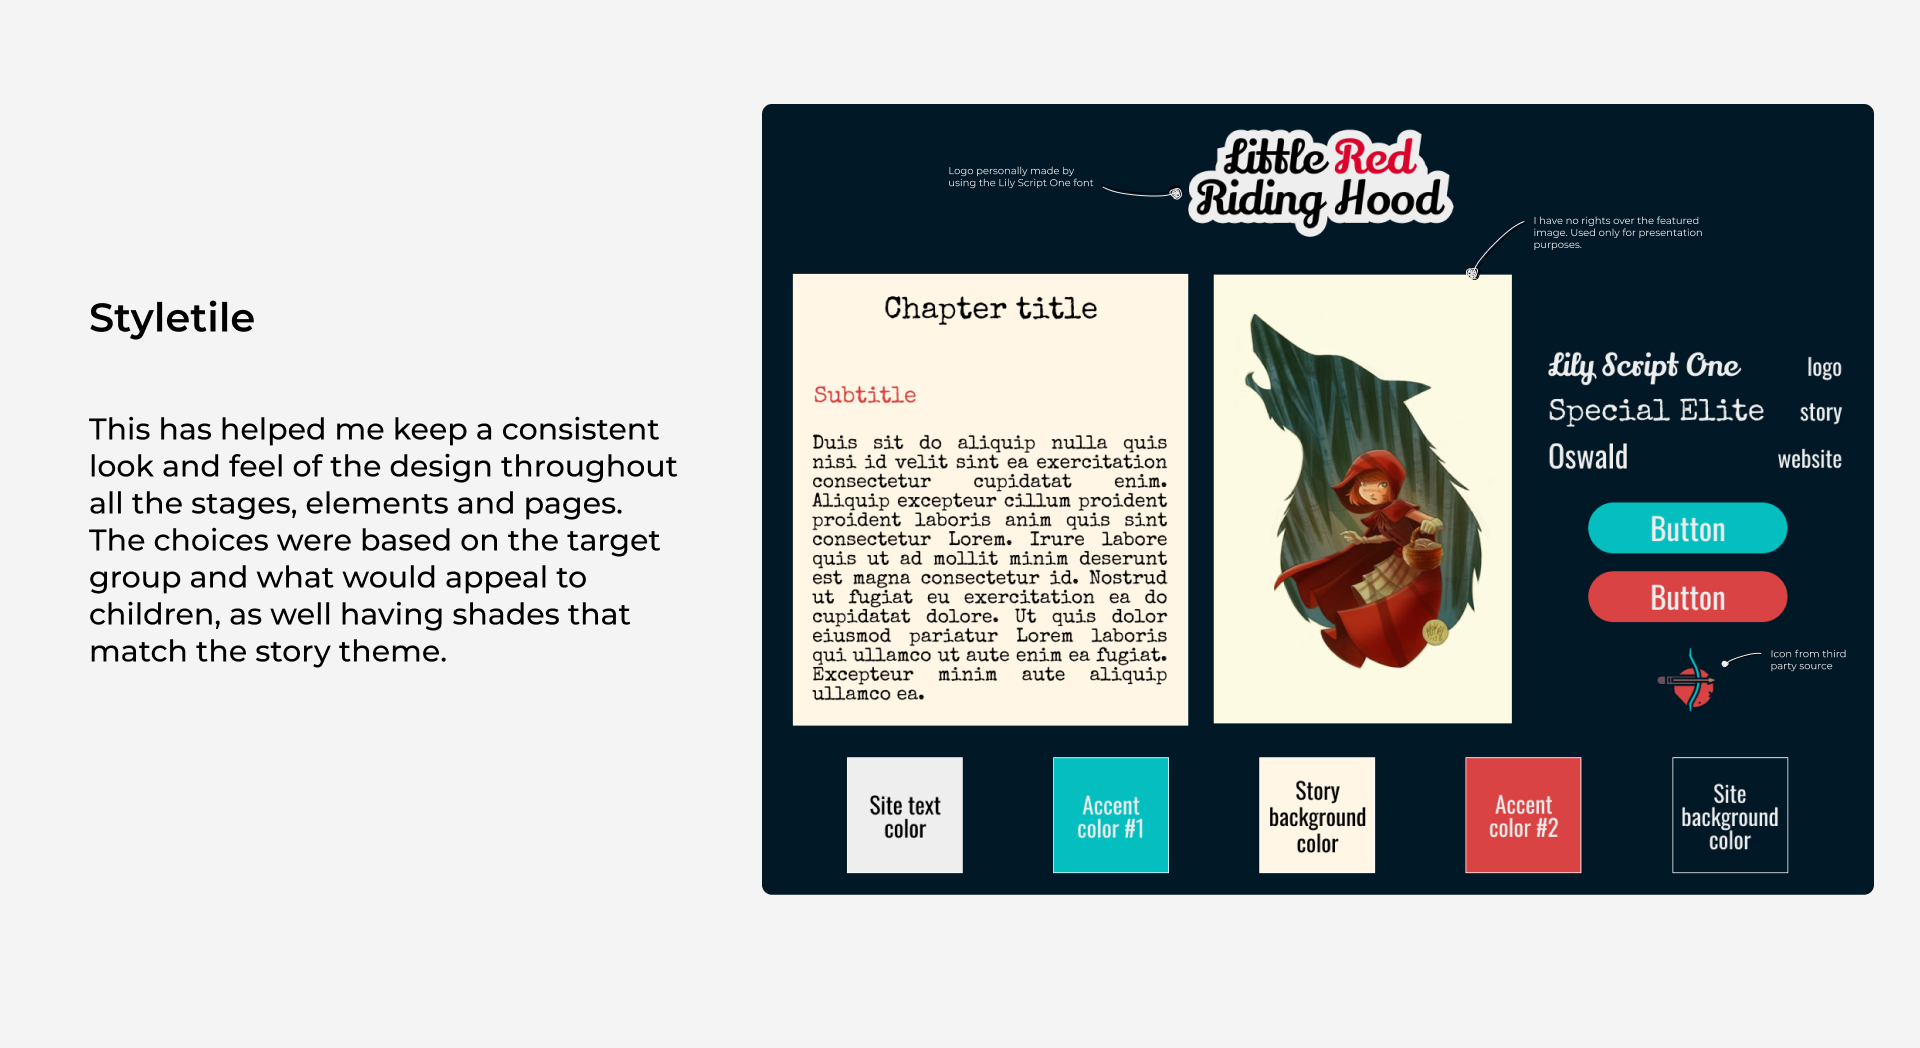 Styletile
This has helped me keep a consistent
look and feel of the design throughout
all the stages, elements and pages.
The choices were based on the target
group and what would appeal to
children, as well having shades that
match the story theme.
Logo personally made by
using the Lily Script One font
Little Red
Riding Hood
I have no rights over the featured
image. Used only for presentation
purposes.
Chapter title
Subtitle
Duis sit do aliquip nulla quis
nisi id velit sint ea exercitation
consectetur cupidatat enim.
Aliquip excepteur cillum proident
proident laboris anim quis sint
consectetur Lorem. Irure labore
quis ut ad mollit minim deserunt
est magna consectetur id. Nostrud
ut fugiat eu exercitation ea do
cupidatat dolore. Ut quis dolor
eiusmod pariatur Lorem laboris
qui ullamco ut aute enim ea fugiat.
Excepteur minim aute aliquip
ullamco ea.
Lily Script One logo
Special Elite story
Oswald website
Button
Button
Icon from third
party source
Site text
color
Accent
color #1
Story
background
color
Accent
color #2
Site
background
color